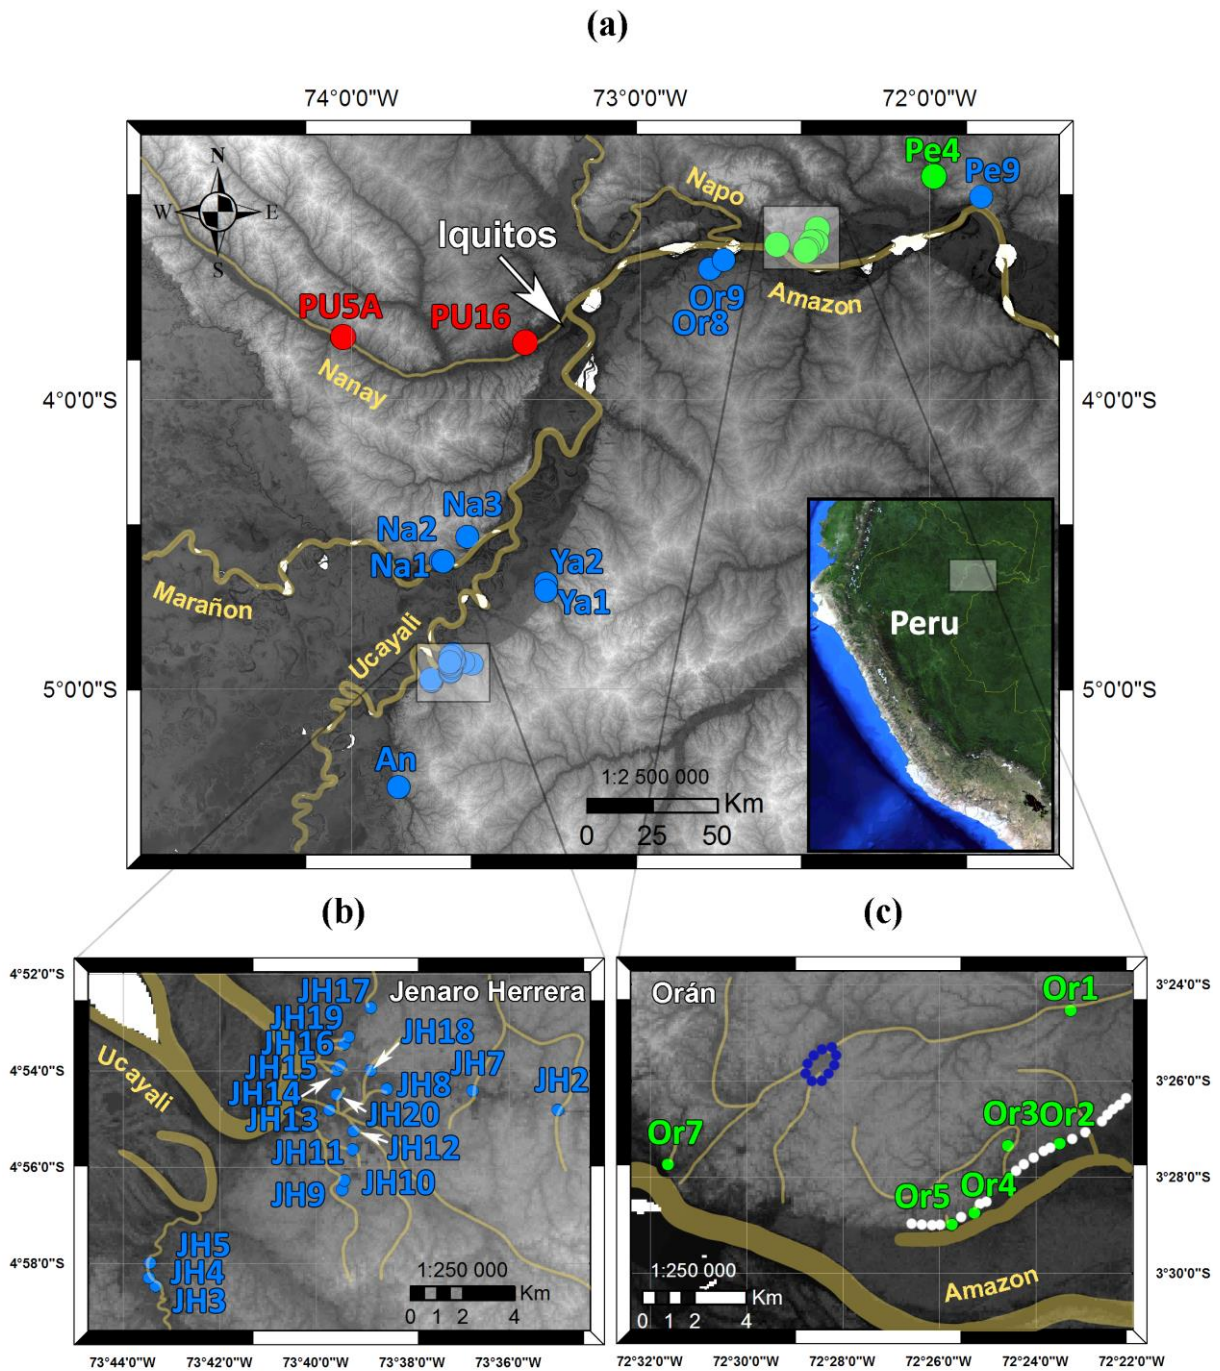 (a)
74°0'0"W
73°0'0"W
72°0'0"W
N
W
E
S
Pe4
Pe9
Napo
Iquitos
Or9
Or8
Amazon
PU5A
PU16
Nanay
4°0'0"S
4°0'0"S
Na3
Na2
Na1
Ya2
Ya1
Marañon
Ucayali
Peru
5°0'0"S
5°0'0"S
An
1:2 500 000
Km
0 25 50
(b)
(c)
4°52'0"S
4°54'0"S
4°56'0"S
4°58'0"S
JH17
Jenaro Herrera
JH19
JH16
JH18
JH15
JH7
JH14
JH8
JH2
JH13
JH20
JH11
JH12
JH9
JH10
Ucayali
JH5
JH4
JH3
1:250 000
Km
0 1 2 4
73°44'0"W
73°42'0"W
73°40'0"W
73°38'0"W
73°36'0"W
Orán
Or1
3°24'0"S
3°26'0"S
3°28'0"S
3°30'0"S
Or3
Or2
Or7
Or5
Or4
1:250 000
Km
0 1 2 4
Amazon
72°32'0"W
72°30'0"W
72°28'0"W
72°26'0"W
72°24'0"W
72°22'0"W